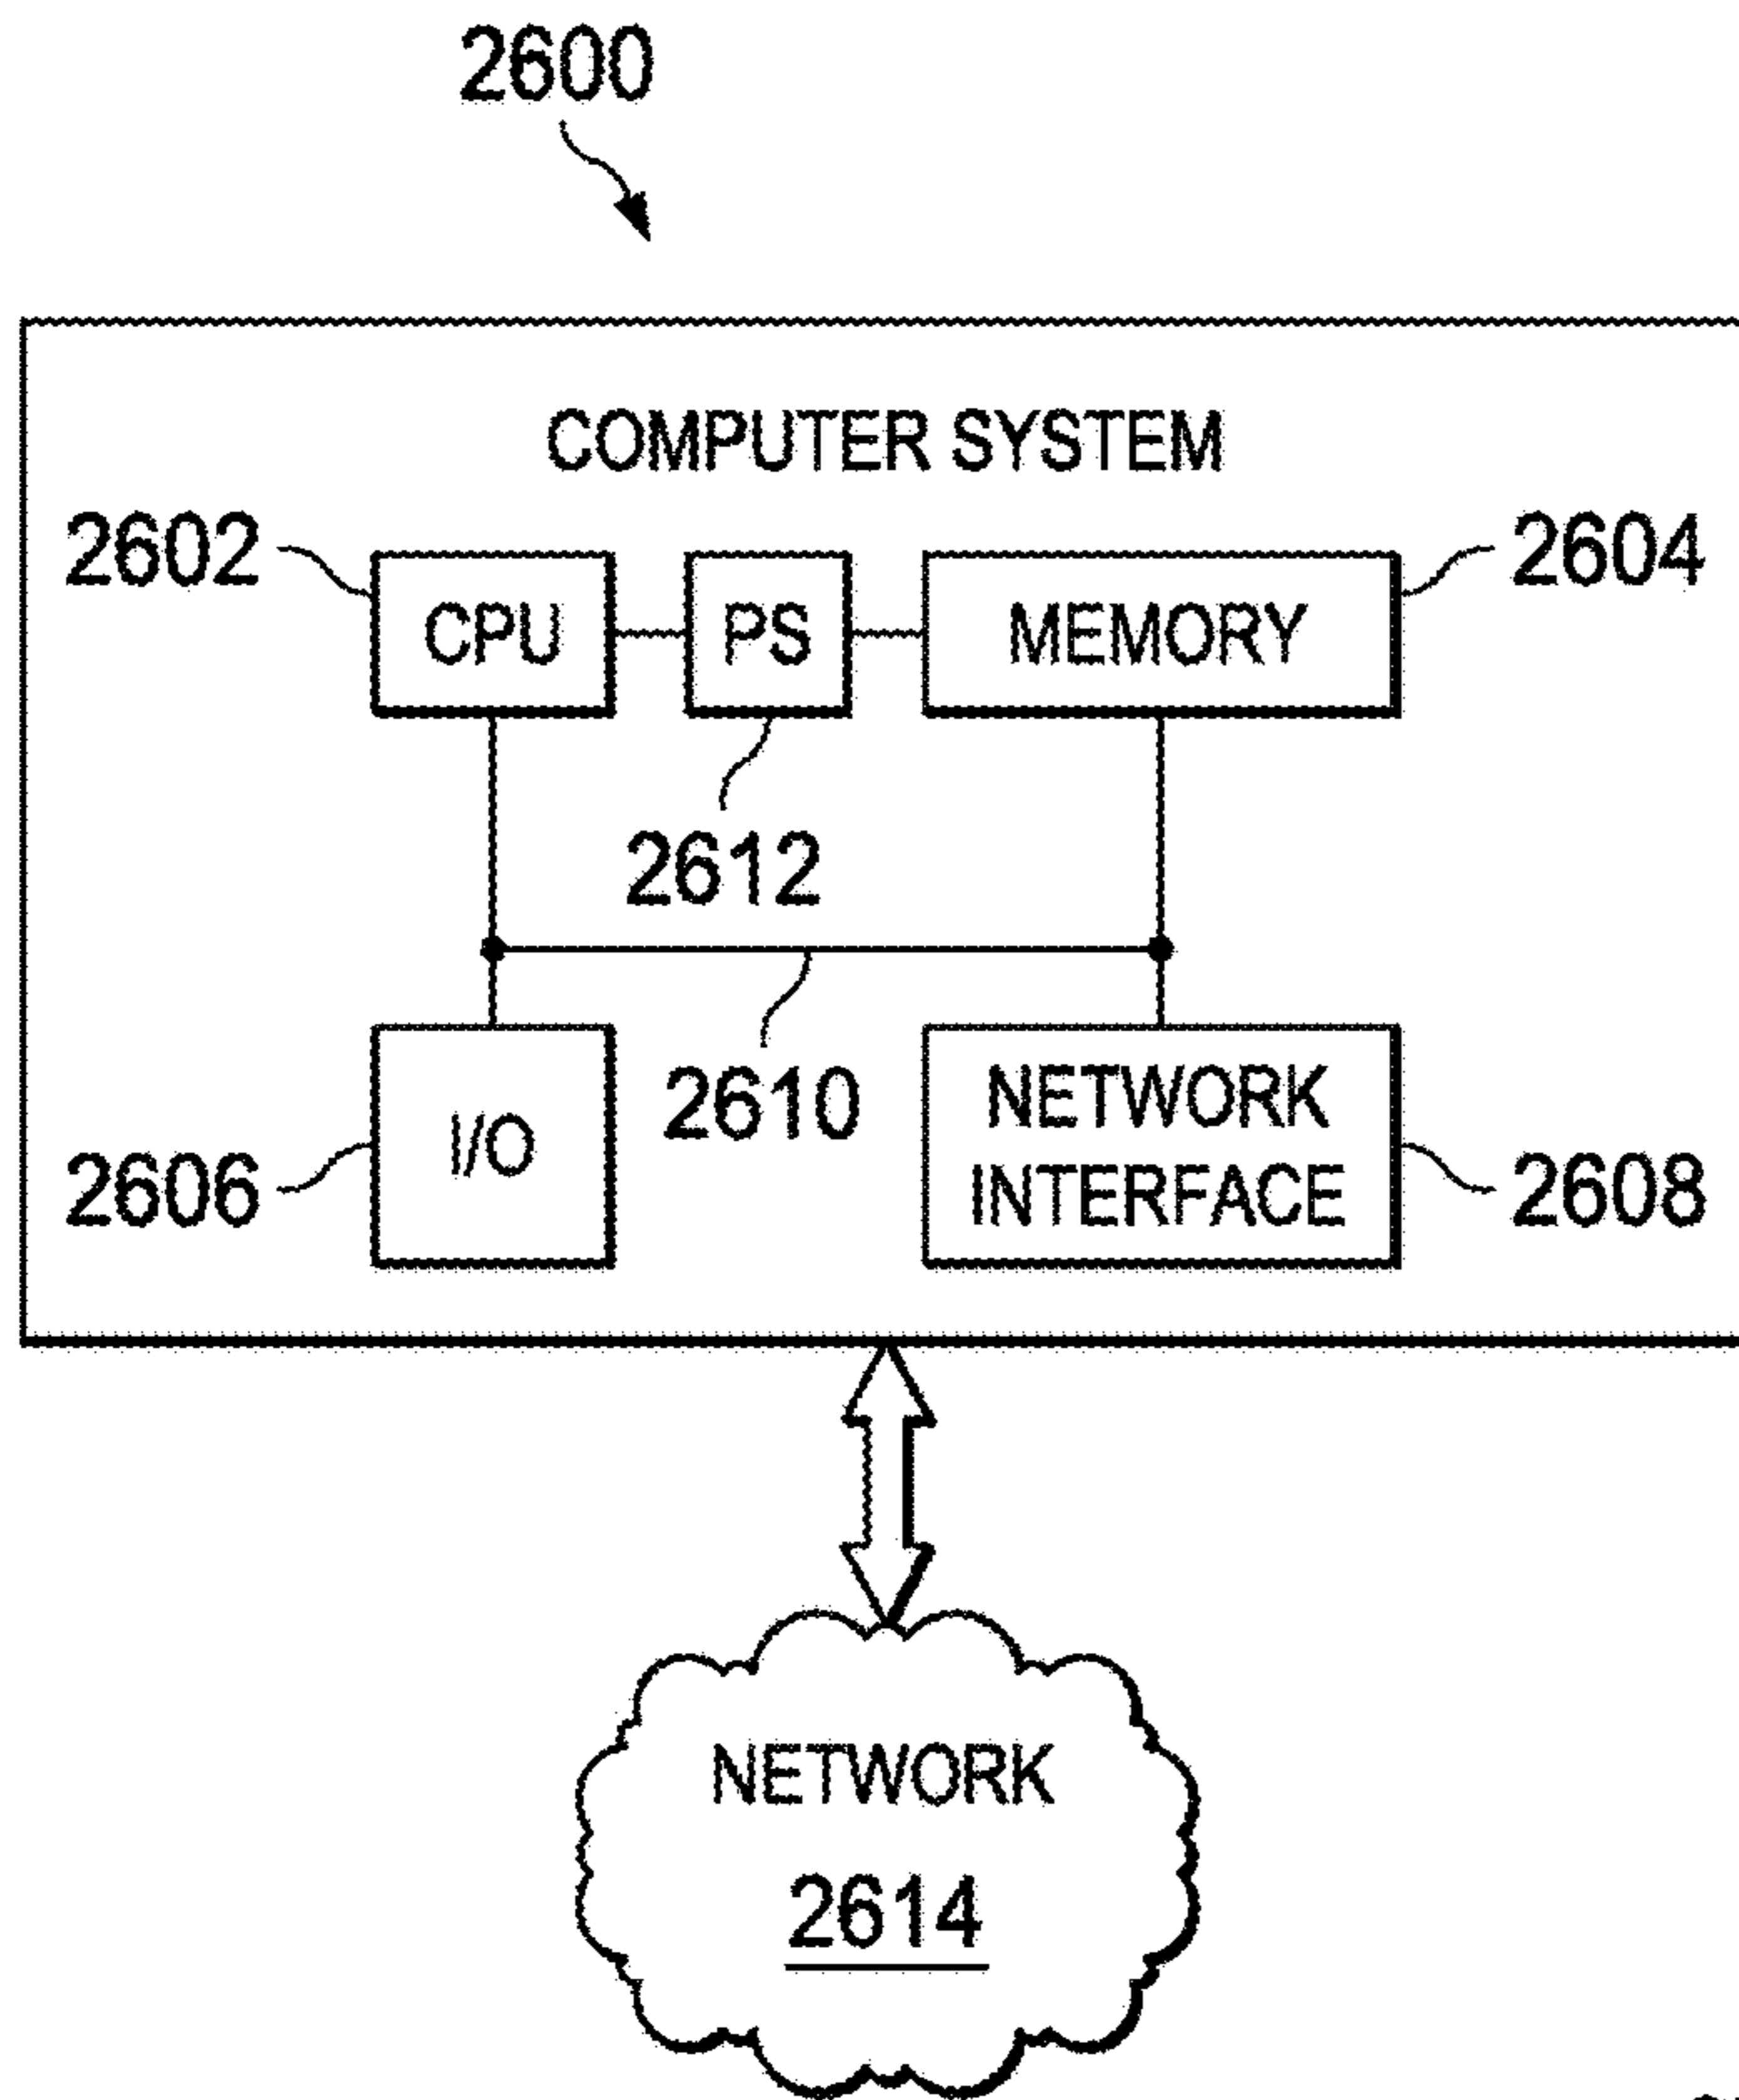 2600
COMPUTER SYSTEM
2602
2604
CPU
PS
MEMORY
2612
2610
I/O
NETWORK
INTERFACE
2606
2608
NETWORK
2614